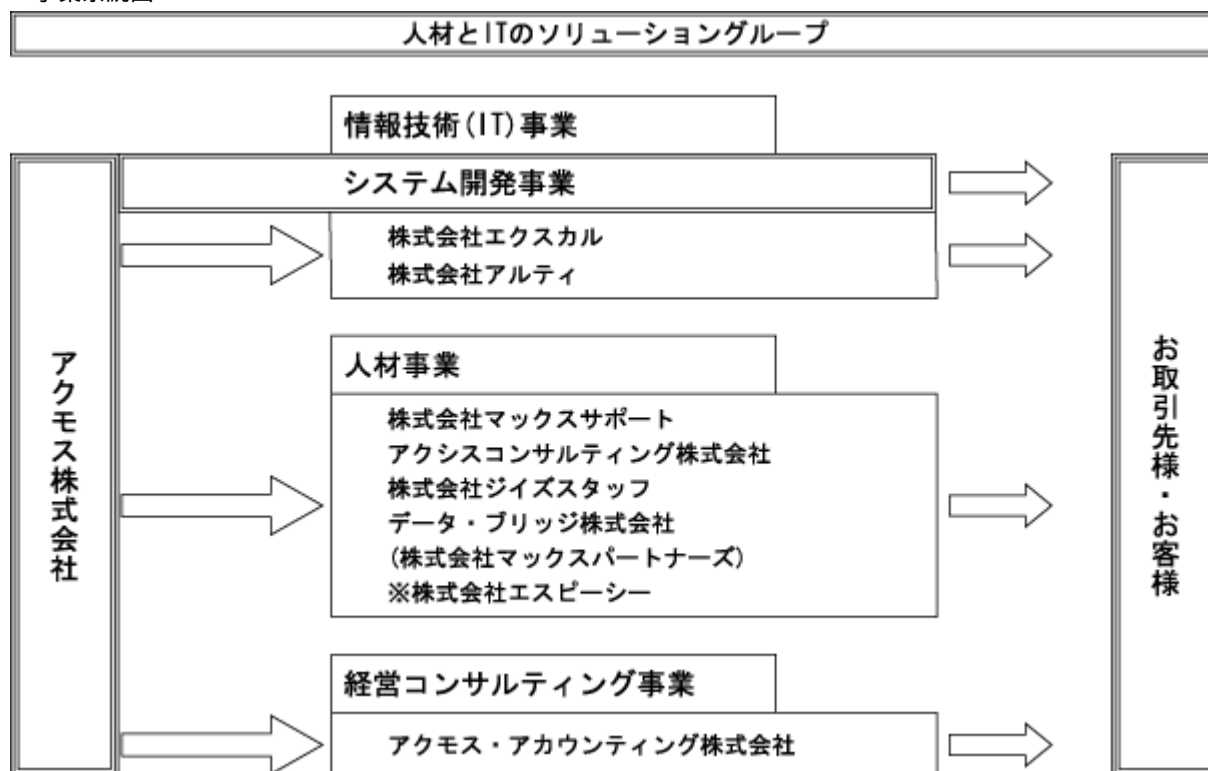 人材とITのソリューショングループ
情報技術(IT)事業
システム開発事業
株式会社エクスカル
株式会社アルティ
アクモス株式会社
人材事業
株式会社マックスサポート
アクシスコンサルティング株式会社
株式会社ジイズスタッフ
データ・ブリッジ株式会社
(株式会社マックスパートナーズ)
※株式会社エスピーシー
お取引先様・お客様
経営コンサルティング事業
アクモス・アカウンティング株式会社